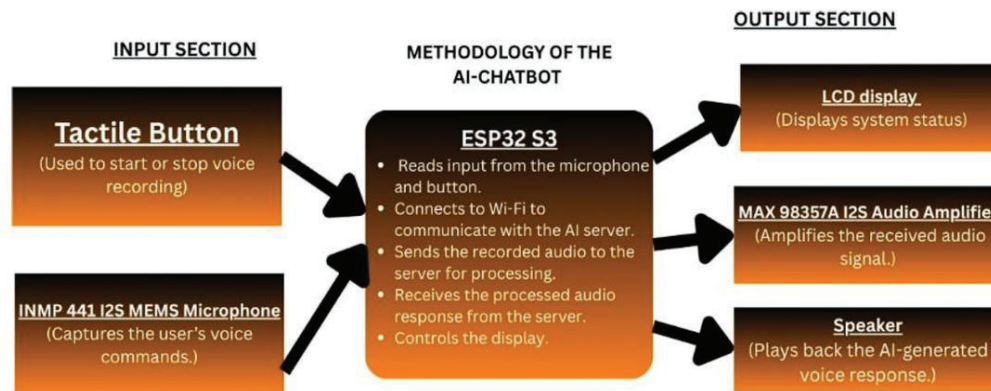 INPUT SECTION
Tactile Button
(Used to start or stop voice
recording)
INMP 441 I2S MEMS Microphone
(Captures the user's voice
commands.)
METHODOLOGY OF THE
AI-CHATBOT
ESP32 S3
• Reads input from the microphone
and button.
• Connects to Wi-Fi to
communicate with the AI server.
• Sends the recorded audio to the
server for processing.
• Receives the processed audio
response from the server.
• Controls the display.
OUTPUT SECTION
LCD display
(Displays system status)
MAX 98357A I2S Audio Amplifie
(Amplifies the received audio
signal.)
Speaker
(Plays back the AI-generated
voice response.)